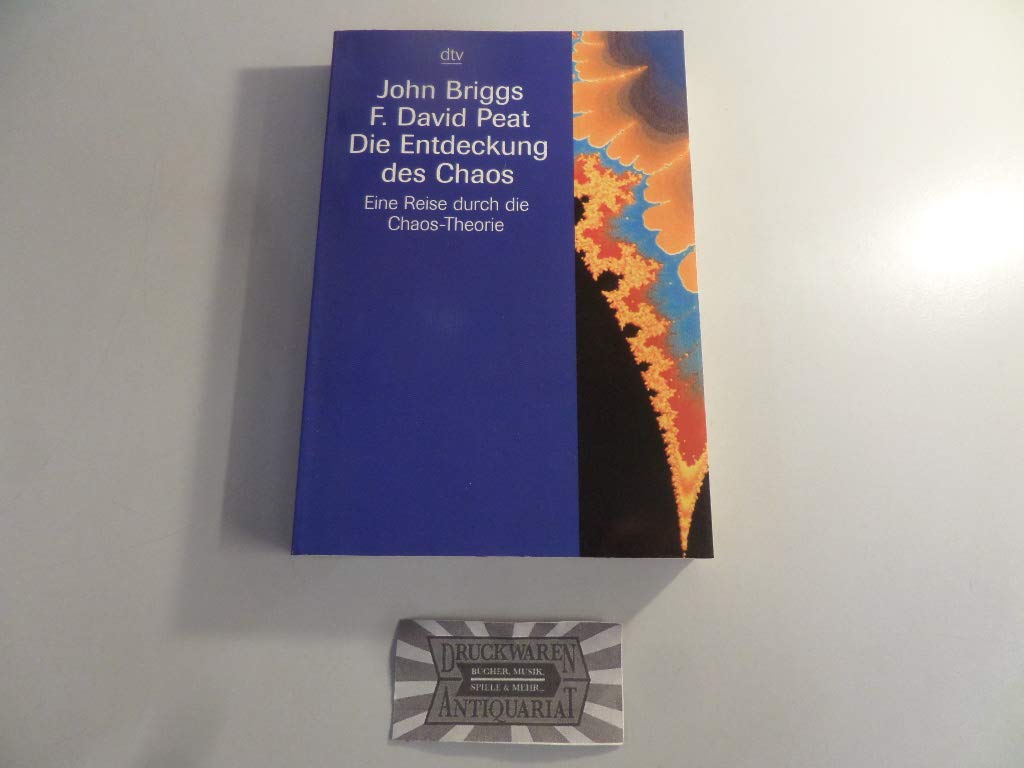 dtv
John Briggs
F. David Peat
Die Entdeckung
des Chaos
Eine Reise durch die
Chaos-Theorie
DRUCKWAREN
BÜCHER, MUSIK,
SPIELE & MEHR...
ANTIQUARIAT